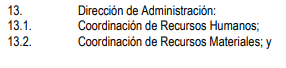 13. Dirección de Administración:
13.1. Coordinación de Recursos Humanos;
13.2. Coordinación de Recursos Materiales; y